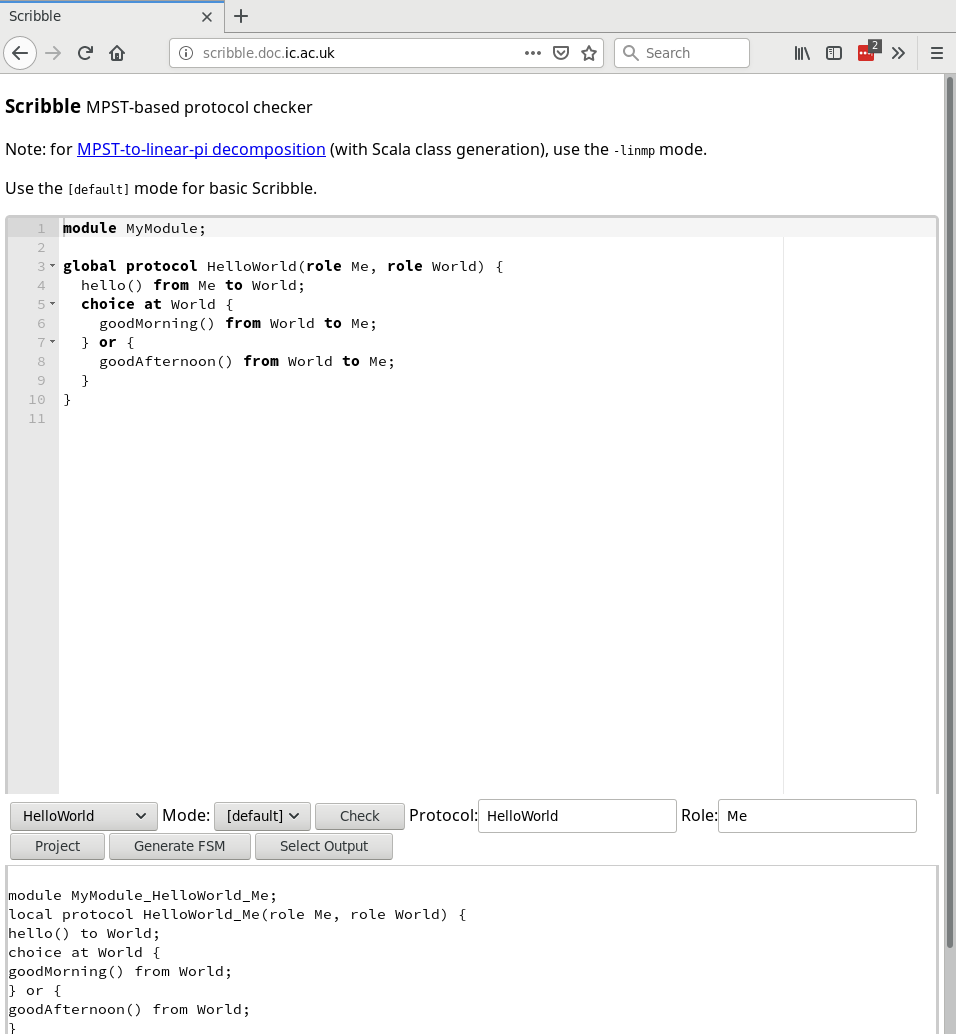 Scribble
scribble.doc.ic.ac.uk
Search
2
Scribble MPST-based protocol checker
Note: for MPST-to-linear-pi decomposition (with Scala class generation), use the -linmp mode.
Use the [default] mode for basic Scribble.
1 module MyModule;
2
3 global protocol HelloWorld(role Me, role World) {
4 hello() from Me to World;
5 choice at World {
6 goodMorning() from World to Me;
7 } or {
8 goodAfternoon() from World to Me;
9 }
10 }
11
HelloWorld Mode: [default] Check Protocol: HelloWorld Role: Me
Project Generate FSM Select Output
module MyModule_HelloWorld_Me;
local protocol HelloWorld_Me(role Me, role World) {
hello() to World;
choice at World {
goodMorning() from World;
} or {
goodAfternoon() from World;
}